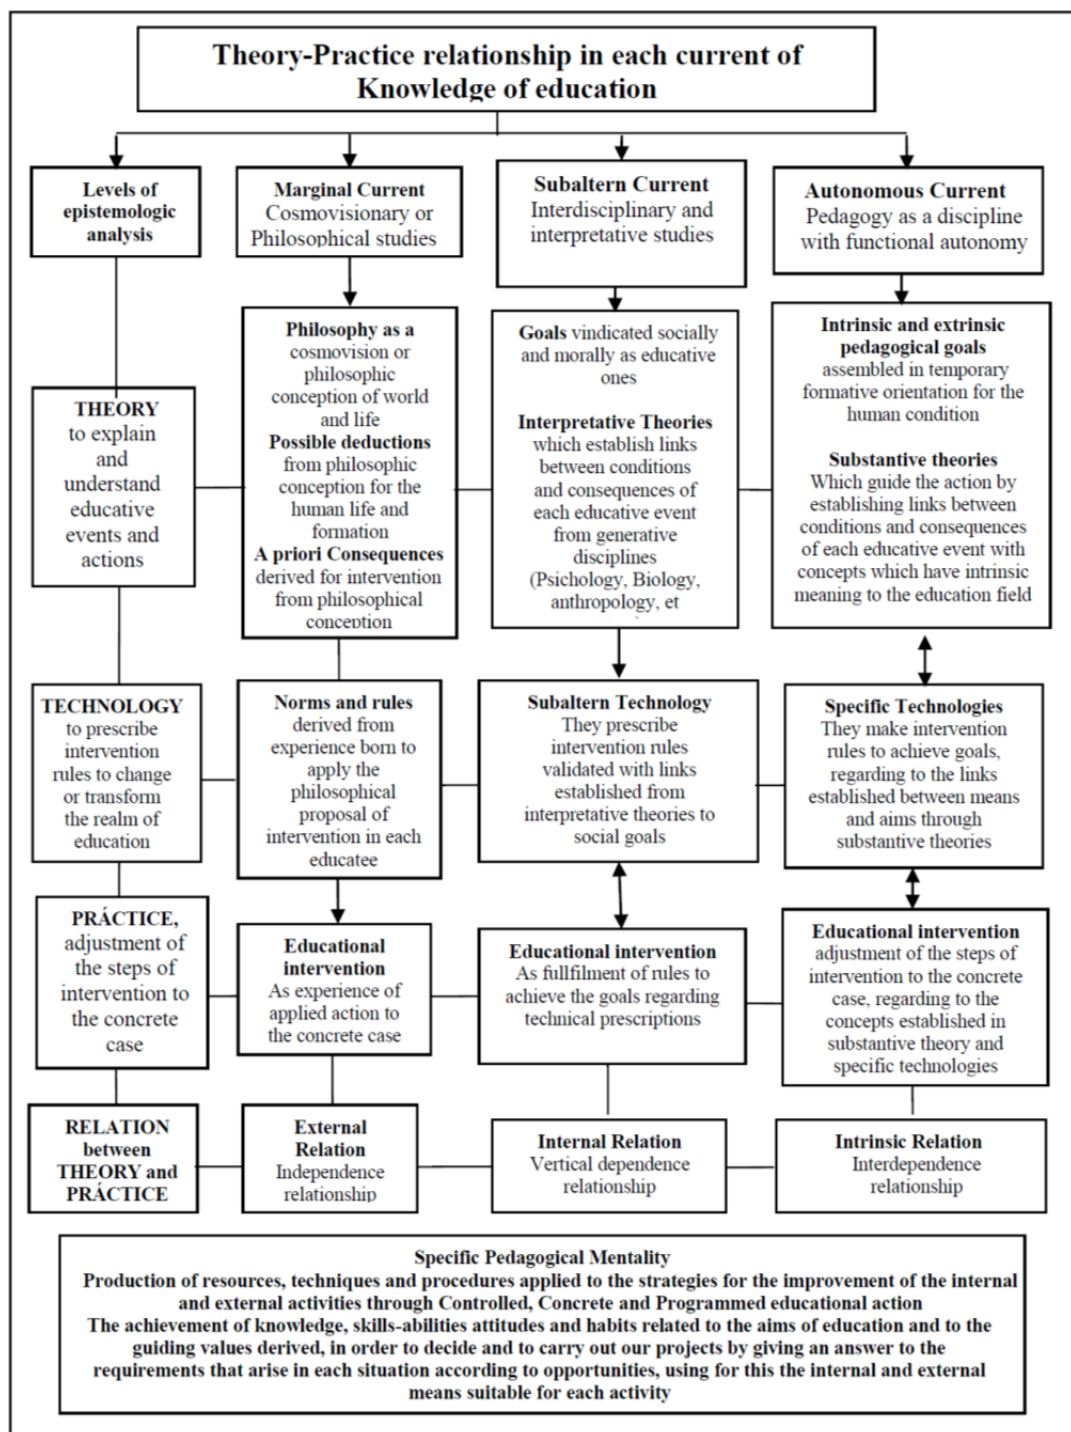 Theory-Practice relationship in each current of
Knowledge of education
Levels of
epistemologic
analysis
Marginal Current
Cosmovisionary or
Philosophical studies
Subaltern Current
Interdisciplinary and
interpretative studies
Autonomous Current
Pedagogy as a discipline
with functional autonomy
THEORY
to explain
and
understand
educative
events and
actions
Philosophy as a
cosmovision or
philosophic
conception of world
and life
Possible deductions
from philosophic
conception for the
human life and
formation
A priori Consequences
derived for intervention
from philosophical
conception
Goals vindicated socially
and morally as educative
ones
Interpretative Theories
which establish links
between conditions
and consequences of
each educative event
from generative
disciplines
(Psichology, Biology,
anthropology, et
Intrinsic and extrinsic
pedagogical goals
assembled in temporary
formative orientation for the
human condition
Substantive theories
Which guide the action by
establishing links between
conditions and consequences
of each educative event with
concepts which have intrinsic
meaning to the education field
TECHNOLOGY
to prescribe
intervention
rules to change
or transform
the realm of
education
Norms and rules
derived from
experience born to
apply the
philosophical
proposal of
intervention in each
educatee
Subaltern Technology
They prescribe
intervention rules
validated with links
established from
interpretative theories to
social goals
Specific Technologies
They make intervention
rules to achieve goals,
regarding to the links
established between means
and aims through
substantive theories
PRÁCTICE,
adjustment of
the steps of
intervention to
the concrete
case
Educational
intervention
As experience of
applied action to
the concrete case
Educational intervention
As fullfilment of rules to
achieve the goals regarding
technical prescriptions
Educational intervention
adjustment of the steps of
intervention to the concrete
case, regarding to the
concepts established in
substantive theory and
specific technologies
RELATION
between
THEORY and
PRÁCTICE
External
Relation
Independence
relationship
Internal Relation
Vertical dependence
relationship
Intrinsic Relation
Interdependence
relationship
Specific Pedagogical Mentality
Production of resources, techniques and procedures applied to the strategies for the improvement of the internal
and external activities through Controlled, Concrete and Programmed educational action
The achievement of knowledge, skills-abilities attitudes and habits related to the aims of education and to the
guiding values derived, in order to decide and to carry out our projects by giving an answer to the
requirements that arise in each situation according to opportunities, using for this the internal and external
means suitable for each activity